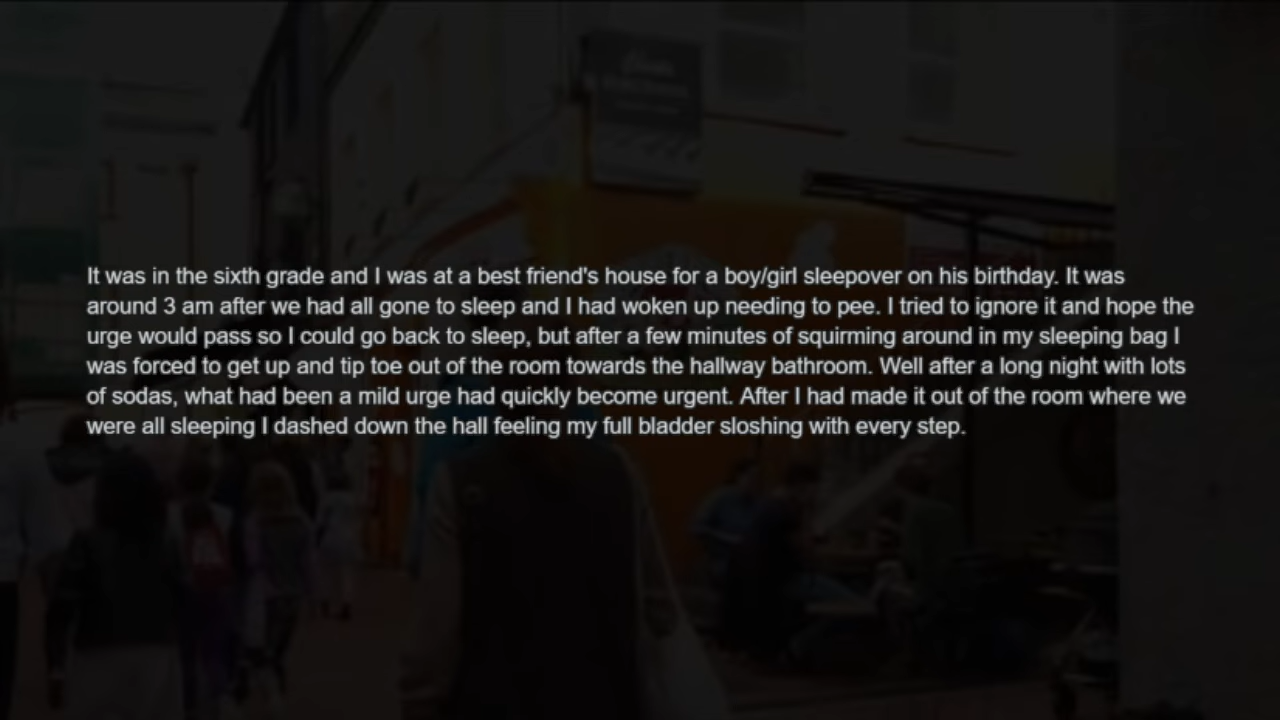 It was in the sixth grade and I was at a best friend's house for a boy/girl sleepover on his birthday. It was
around 3 am after we had all gone to sleep and I had woken up needing to pee. I tried to ignore it and hope the
urge would pass so I could go back to sleep, but after a few minutes of squirming around in my sleeping bag I
was forced to get up and tip toe out of the room towards the hallway bathroom. Well after a long night with lots
of sodas, what had been a mild urge had quickly become urgent. After I had made it out of the room where we
were all sleeping I dashed down the hall feeling my full bladder sloshing with every step.